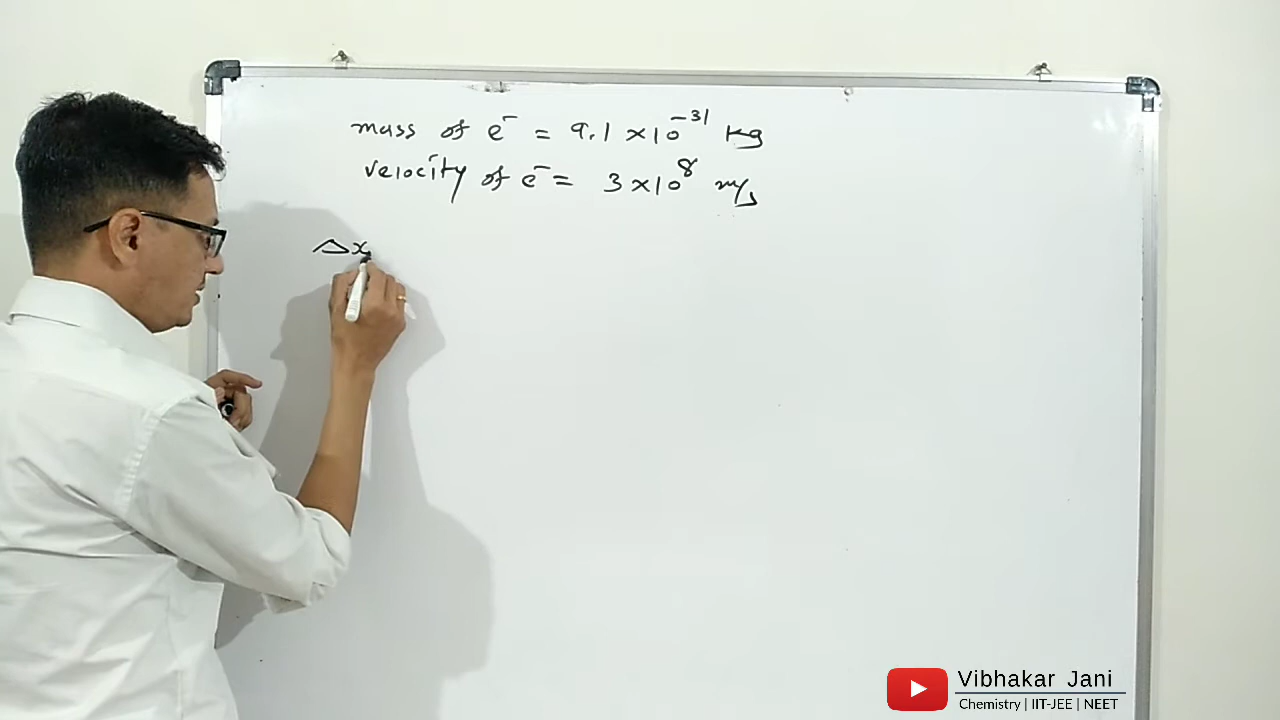 mass of e⁻ = 9.1 ×10⁻³¹ kg
velocity of e⁻ = 3 ×10⁸ m/s
Δx
Vibhakar Jani
Chemistry | IIT-JEE | NEET